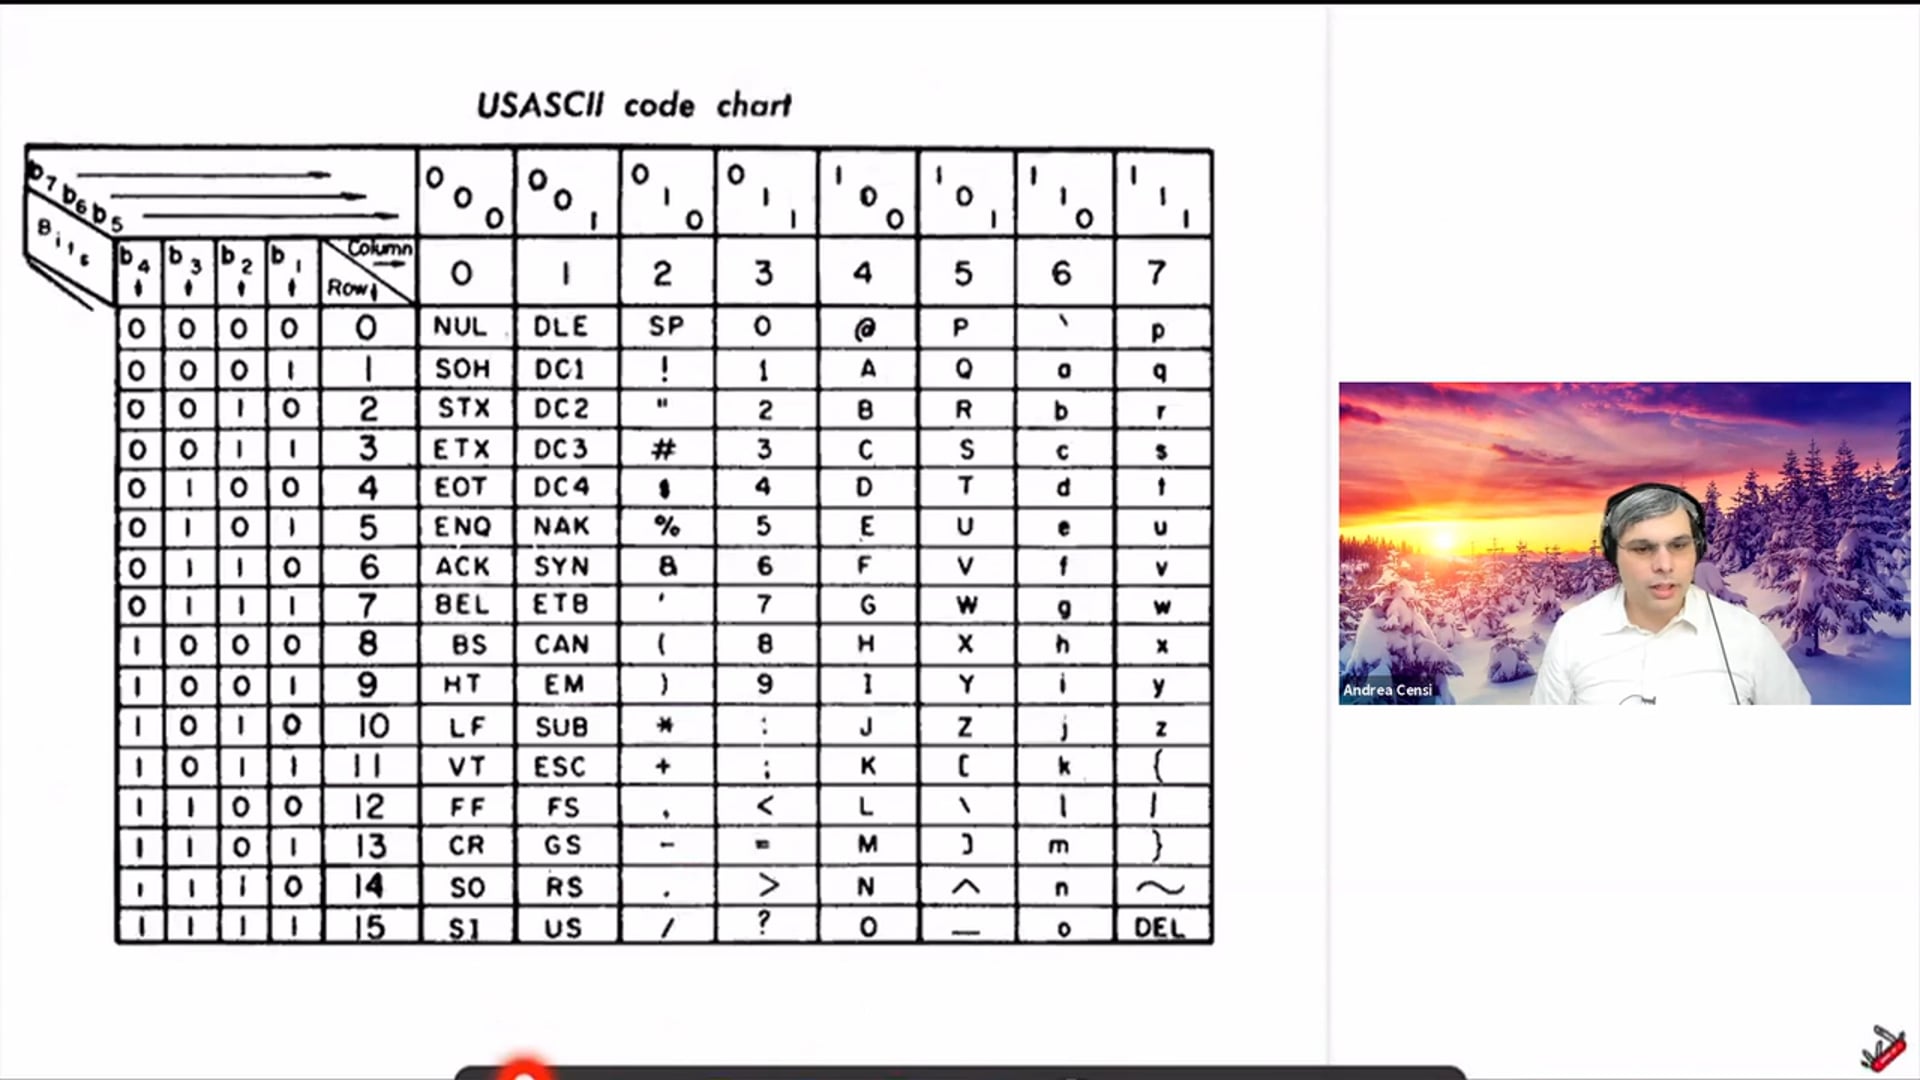 USASCII code chart
b7 b6 b5 0 0 0 0 0 1 0 1 0 0 1 1 1 0 0 1 0 1 1 1 0 1 1 1
Bits b4 b3 b2 b1 Column Row 0 1 2 3 4 5 6 7
0 0 0 0 0 NUL DLE SP 0 @ P ` p
0 0 0 1 1 SOH DC1 ! 1 A Q a q
0 0 1 0 2 STX DC2 " 2 B R b r
0 0 1 1 3 ETX DC3 # 3 C S c s
0 1 0 0 4 EOT DC4 $ 4 D T d t
0 1 0 1 5 ENQ NAK % 5 E U e u
0 1 1 0 6 ACK SYN & 6 F V f v
0 1 1 1 7 BEL ETB ' 7 G W g w
1 0 0 0 8 BS CAN ( 8 H X h x
1 0 0 1 9 HT EM ) 9 I Y i y
1 0 1 0 10 LF SUB * : J Z j z
1 0 1 1 11 VT ESC + ; K [ k {
1 1 0 0 12 FF FS , < L \ l |
1 1 0 1 13 CR GS - = M ] m }
1 1 1 0 14 SO RS . > N ^ n ~
1 1 1 1 15 SI US / ? O _ o DEL
Andrea Censi